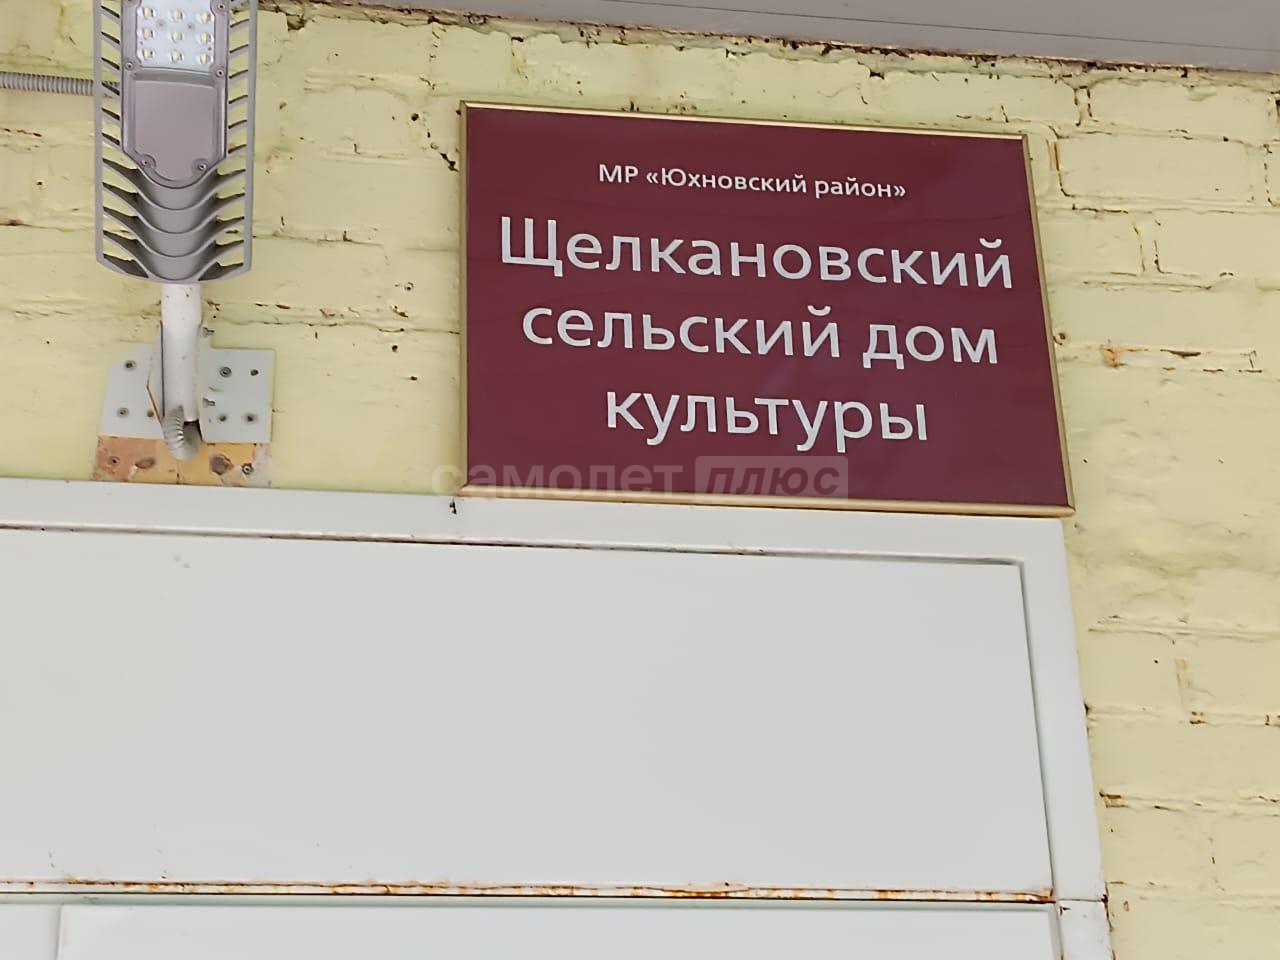 МР «Юхновский район»
Щелкановский
сельский дом
культуры
самолет плюс